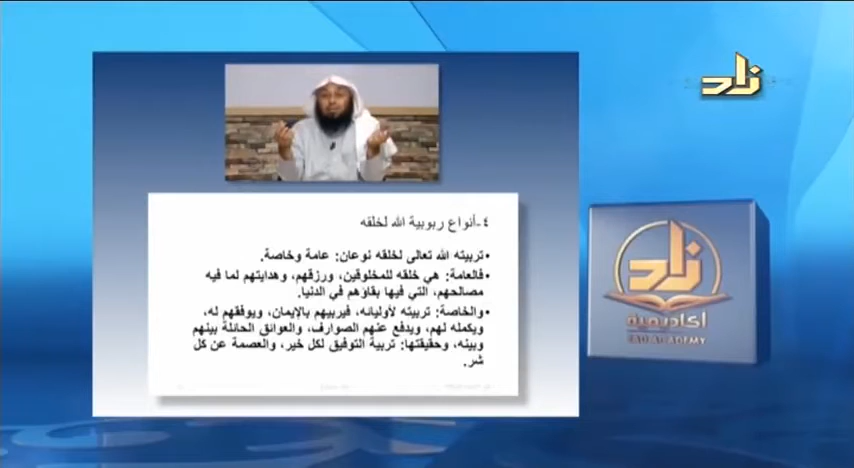 زاد
٤-أنواع ربوبية الله لخلقه
•تربيته الله تعالى لخلقه نوعان: عامة وخاصة.
•فالعامة: هي خلقه للمخلوقين، ورزقهم، وهدايتهم لما فيه
مصالحهم، التي فيها بقاؤهم في الدنيا.
•والخاصة: تربيته لأوليائه، فيربيهم بالإيمان، ويوفقهم له،
ويكمله لهم، ويدفع عنهم الصوارف، والعوائق الحائلة بينهم
وبينه، وحقيقتها: تربية التوفيق لكل خير، والعصمة عن كل
شر.
زاد
أكاديمية
ZAD ACADEMY